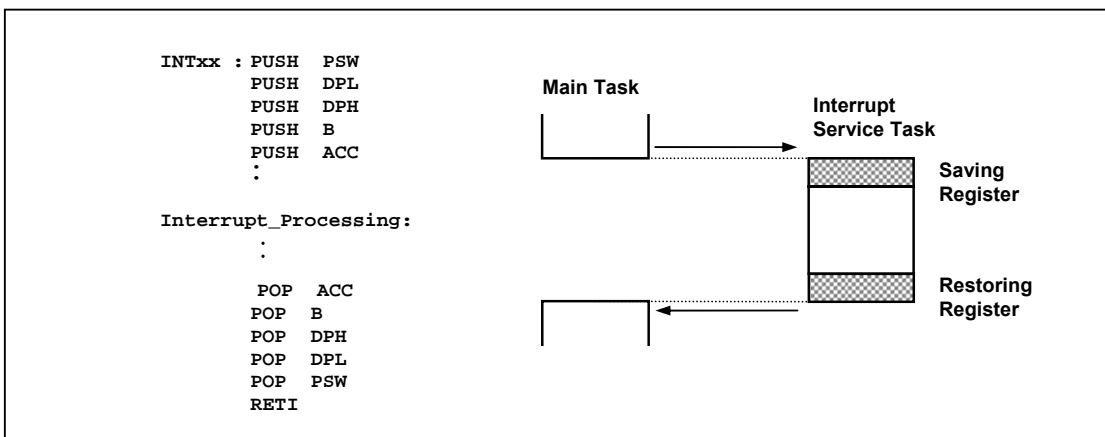 INTxx : PUSH PSW
PUSH DPL
PUSH DPH
PUSH B
PUSH ACC
:
Interrupt_Processing:
.
.
POP ACC
POP B
POP DPH
POP DPL
POP PSW
RETI
Main Task
Interrupt
Service Task
Saving
Register
Restoring
Register